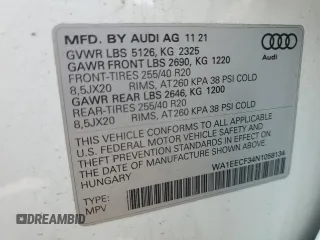 MFD. BY AUDI AG 11 21
GVWR LBS 5126, KG 2325
GAWR FRONT LBS 2690, KG 1220
FRONT-TIRES 255/40 R20
8,5JX20 RIMS, AT260 KPA 38 PSI COLD
GAWR REAR LBS 2646, KG 1200
REAR-TIRES 255/40 R20
8,5JX20 RIMS, AT260 KPA 38 PSI COLD
THIS VEHICLE CONFORMS TO ALL APPLICABLE
U.S. FEDERAL MOTOR VEHICLE SAFETY,
BUMPER, AND THEFT PREVENTION
STANDARDS IN EFFECT ON THE
DATE OF MANUFACTURE SHOWN ABOVE.
HUNGARY
WA1EECF34N1058134
TYPE:
MPV
Audi
DREAMBID